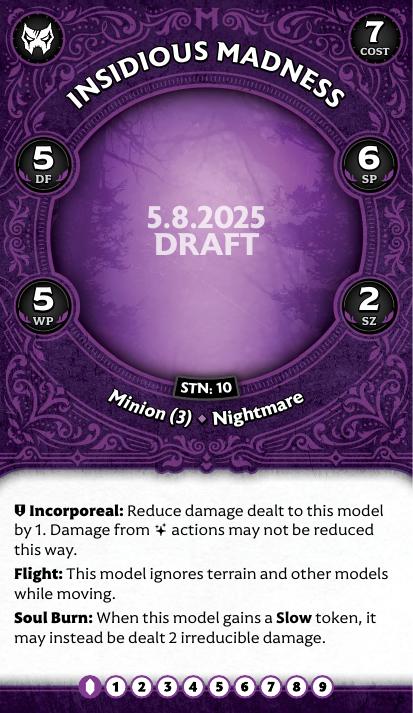 INSIDIOUS MADNESS
7
COST
5
DF
6
SP
5.8.2025
DRAFT
5
WP
2
SZ
STN: 10
Minion (3) ◆ Nightmare
Incorporeal: Reduce damage dealt to this model
by 1. Damage from actions may not be reduced
this way.
Flight: This model ignores terrain and other models
while moving.
Soul Burn: When this model gains a Slow token, it
may instead be dealt 2 irreducible damage.
1 2 3 4 5 6 7 8 9